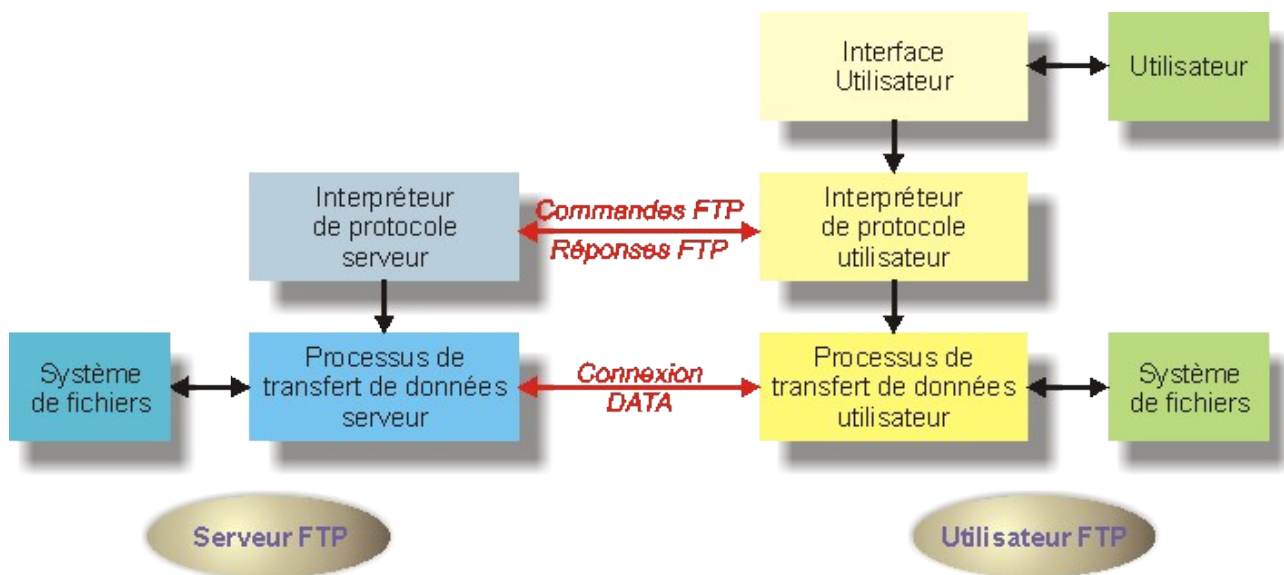 Interface
Utilisateur
Utilisateur
Interpréteur
de protocole
serveur
Commandes FTP
Réponses FTP
Interpréteur
de protocole
utilisateur
Système
de fichiers
Processus de
transfert de données
serveur
Connexion
DATA
Processus de
transfert de données
utilisateur
Système
de fichiers
Serveur FTP
Utilisateur FTP